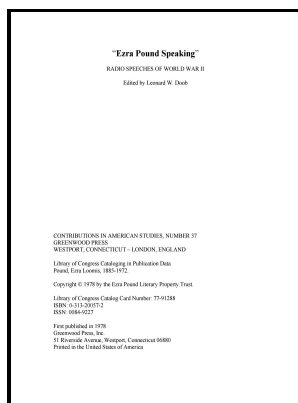 "Ezra Pound Speaking"
RADIO SPEECHES OF WORLD WAR II
Edited by Leonard W. Doob
CONTRIBUTIONS IN AMERICAN STUDIES, NUMBER 37
GREENWOOD PRESS
WESTPORT, CONNECTICUT – LONDON, ENGLAND
Library of Congress Cataloging in Publication Data
Pound, Ezra Loomis, 1885-1972.
Copyright © 1978 by the Ezra Pound Literary Property Trust.
Library of Congress Catalog Card Number: 77-91288
ISBN: 0-313-20057-2
ISSN: 0084-9227
First published in 1978
Greenwood Press, Inc.
51 Riverside Avenue, Westport, Connecticut 06880
Printed in the United States of America